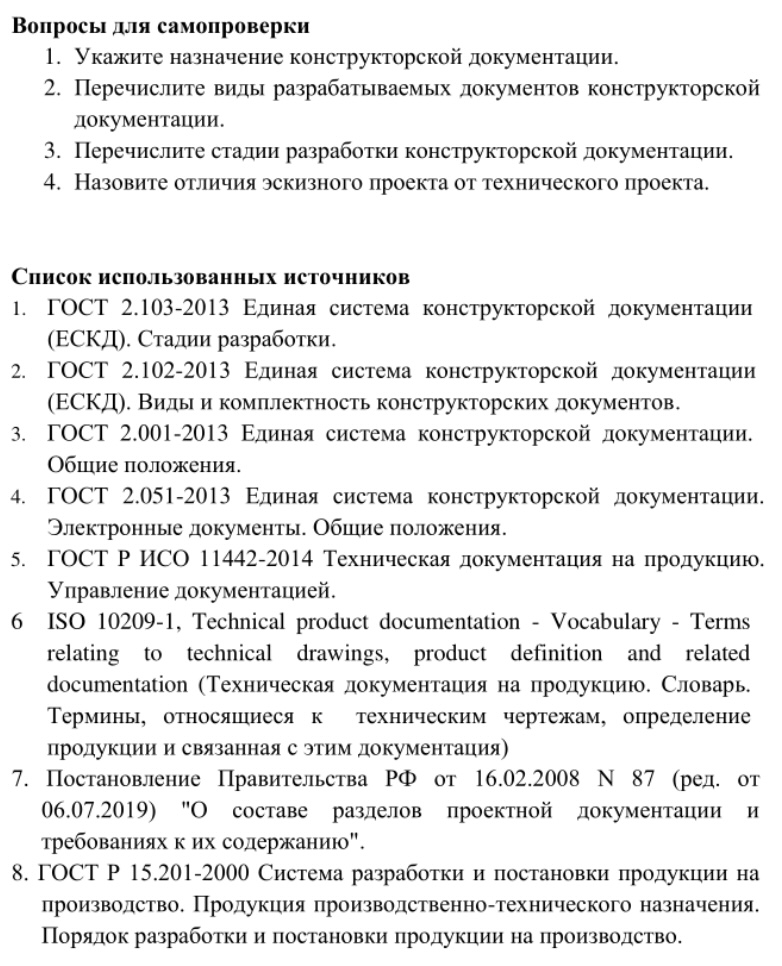 Вопросы для самопроверки
1. Укажите назначение конструкторской документации.
2. Перечислите виды разрабатываемых документов конструкторской
документации.
3. Перечислите стадии разработки конструкторской документации.
4. Назовите отличия эскизного проекта от технического проекта.
Список использованных источников
1. ГОСТ 2.103-2013 Единая система конструкторской документации
(ЕСКД). Стадии разработки.
2. ГОСТ 2.102-2013 Единая система конструкторской документации
(ЕСКД). Виды и комплектность конструкторских документов.
3. ГОСТ 2.001-2013 Единая система конструкторской документации.
Общие положения.
4. ГОСТ 2.051-2013 Единая система конструкторской документации.
Электронные документы. Общие положения.
5. ГОСТ Р ИСО 11442-2014 Техническая документация на продукцию.
Управление документацией.
6 ISO 10209-1, Technical product documentation - Vocabulary - Terms
relating to technical drawings, product definition and related
documentation (Техническая документация на продукцию. Словарь.
Термины, относящиеся к техническим чертежам, определение
продукции и связанная с этим документация)
7. Постановление Правительства РФ от 16.02.2008 N 87 (ред. от
06.07.2019) "О составе разделов проектной документации и
требованиях к их содержанию".
8. ГОСТ Р 15.201-2000 Система разработки и постановки продукции на
производство. Продукция производственно-технического назначения.
Порядок разработки и постановки продукции на производство.